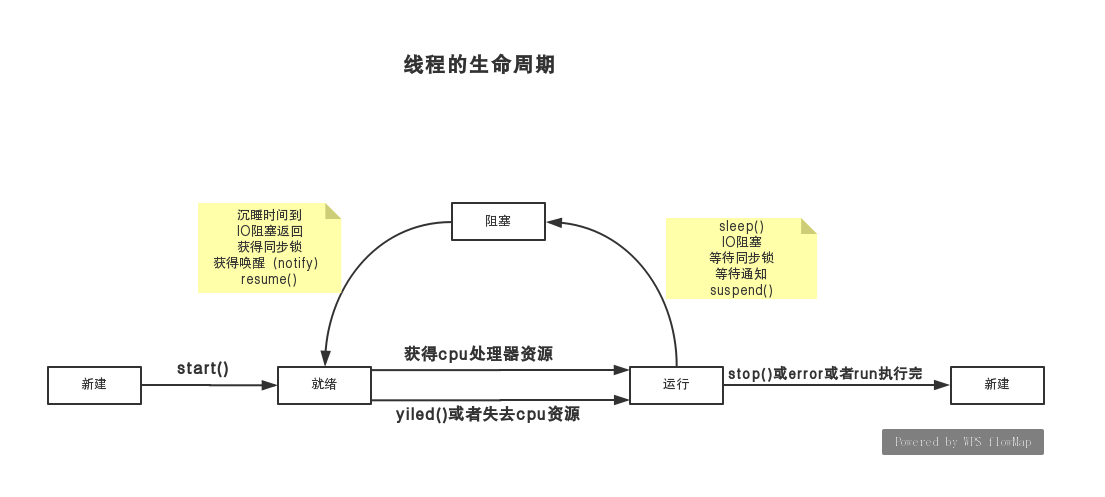 线程的生命周期
沉睡时间到
IO阻塞返回
获得同步锁
获得唤醒（notify）
resume()
阻塞
sleep()
IO阻塞
等待同步锁
等待通知
suspend()
新建
start()
就绪
获得cpu处理器资源
yiled()或者失去cpu资源
运行
stop()或error或者run执行完
新建
Powered by WPS flowMap